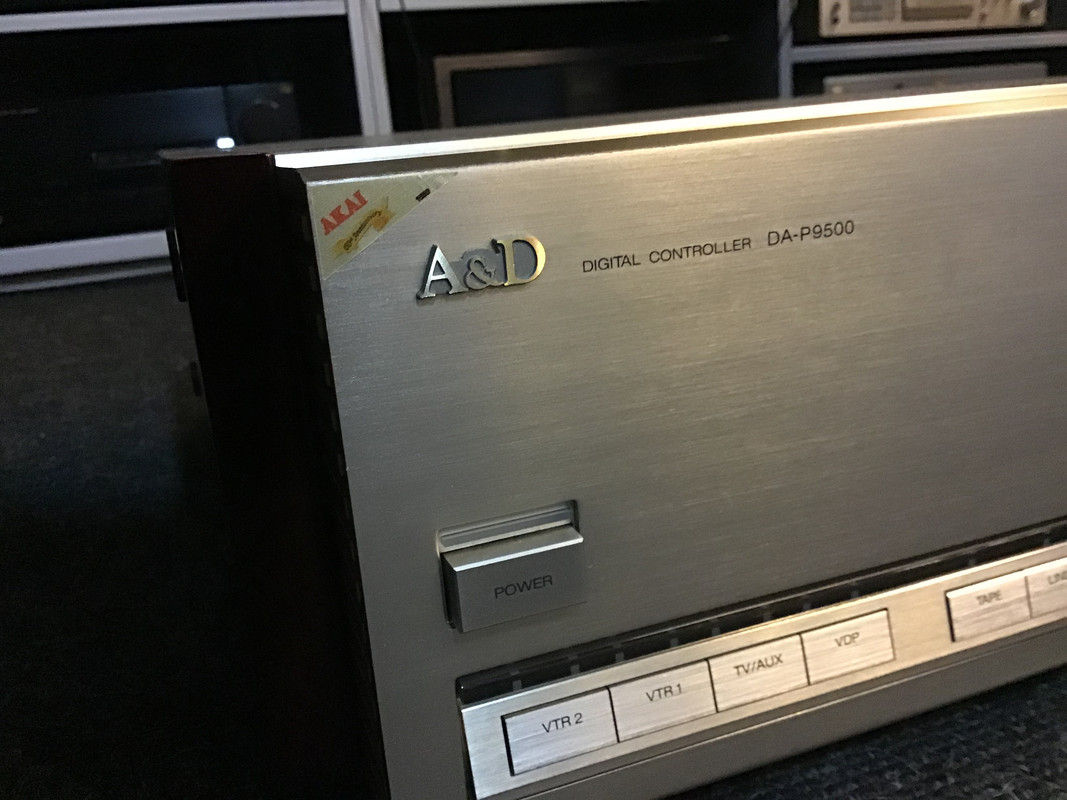 AKAI
A&D
DIGITAL CONTROLLER DA-P9500
POWER
VTR 2
VTR 1
TV/AUX
VDP
TAPE